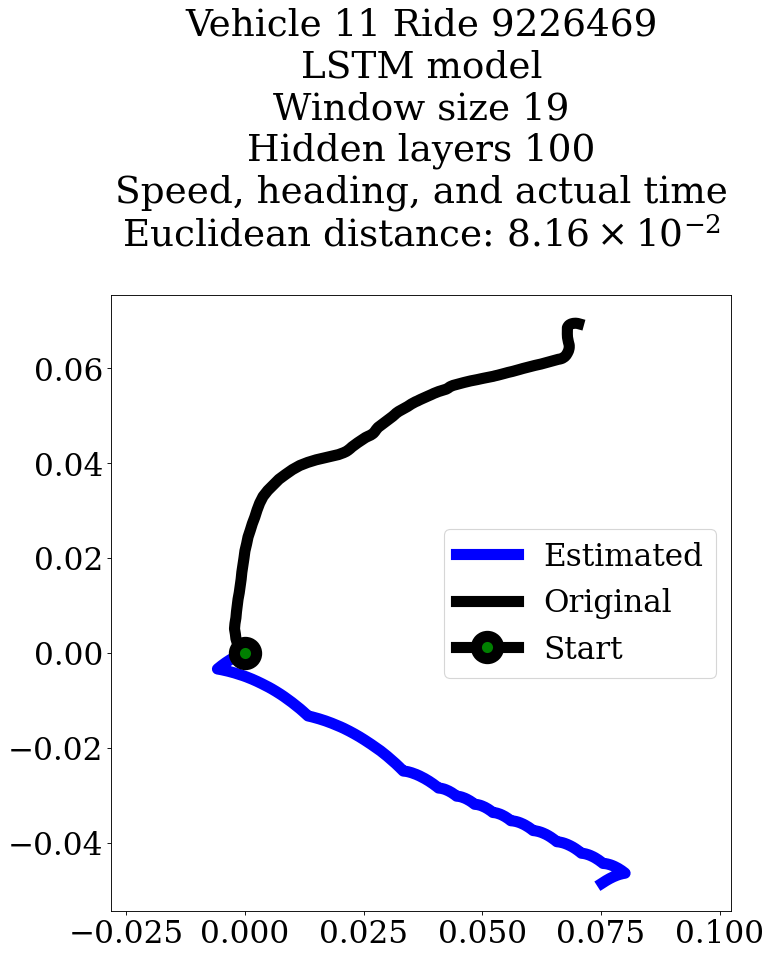 Vehicle 11 Ride 9226469
LSTM model
Window size 19
Hidden layers 100
Speed, heading, and actual time
Euclidean distance: 8.16 × 10⁻²
0.06
0.04
0.02
0.00
−0.02
−0.04
Estimated
Original
Start
−0.025 0.000 0.025 0.050 0.075 0.100